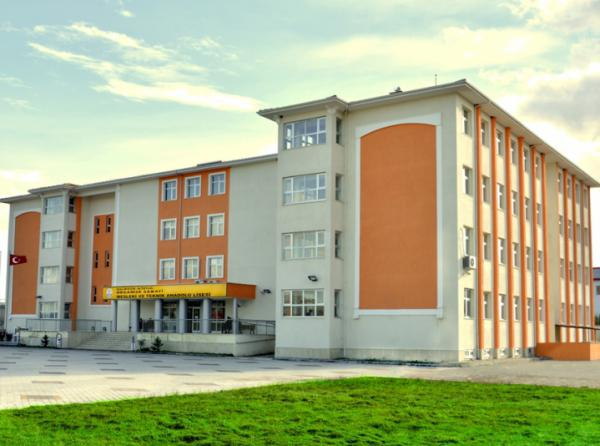 ORGANİZE SANAYİ
MESLEKİ VE TEKNİK ANADOLU LİSESİ